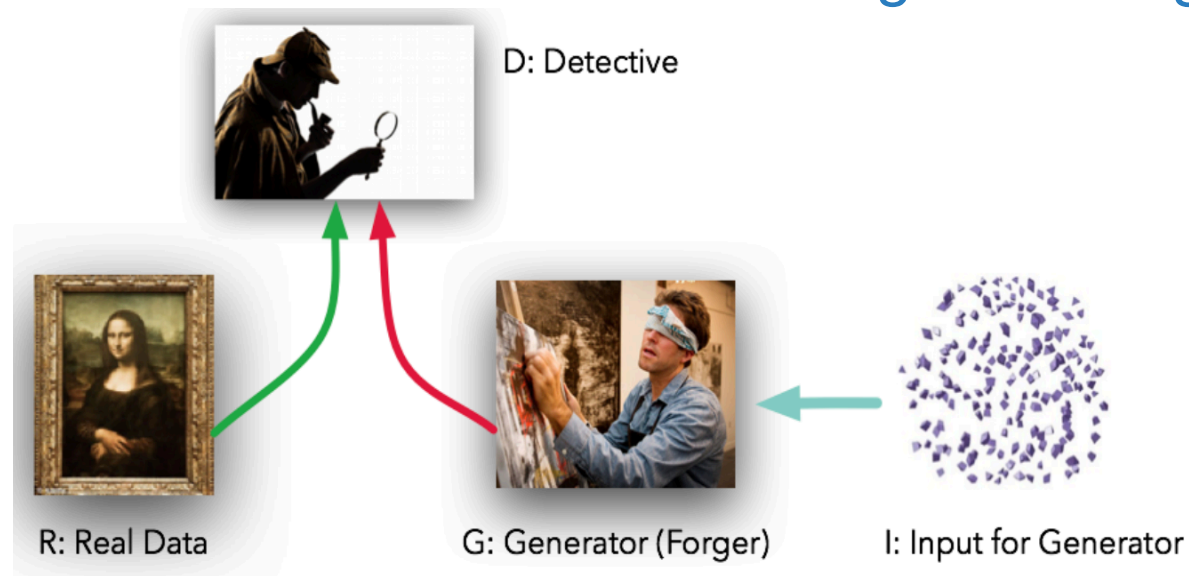 D: Detective
R: Real Data
G: Generator (Forger)
I: Input for Generator